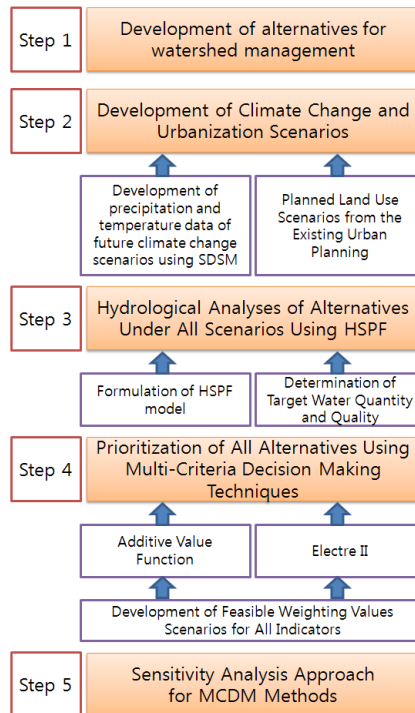 Step 1
Development of alternatives for
watershed management
Step 2
Development of Climate Change and
Urbanization Scenarios
Development of
precipitation and
temperature data of
future climate change
scenarios using SDSM
Planned Land Use
Scenarios from the
Existing Urban
Planning
Step 3
Hydrological Analyses of Alternatives
Under All Scenarios Using HSPF
Formulation of HSPF
model
Determination of
Target Water Quantity
and Quality
Step 4
Prioritization of All Alternatives Using
Multi-Criteria Decision Making
Techniques
Additive Value
Function
Electre II
Development of Feasible Weighting Values
Scenarios for All Indicators
Step 5
Sensitivity Analysis Approach
for MCDM Methods